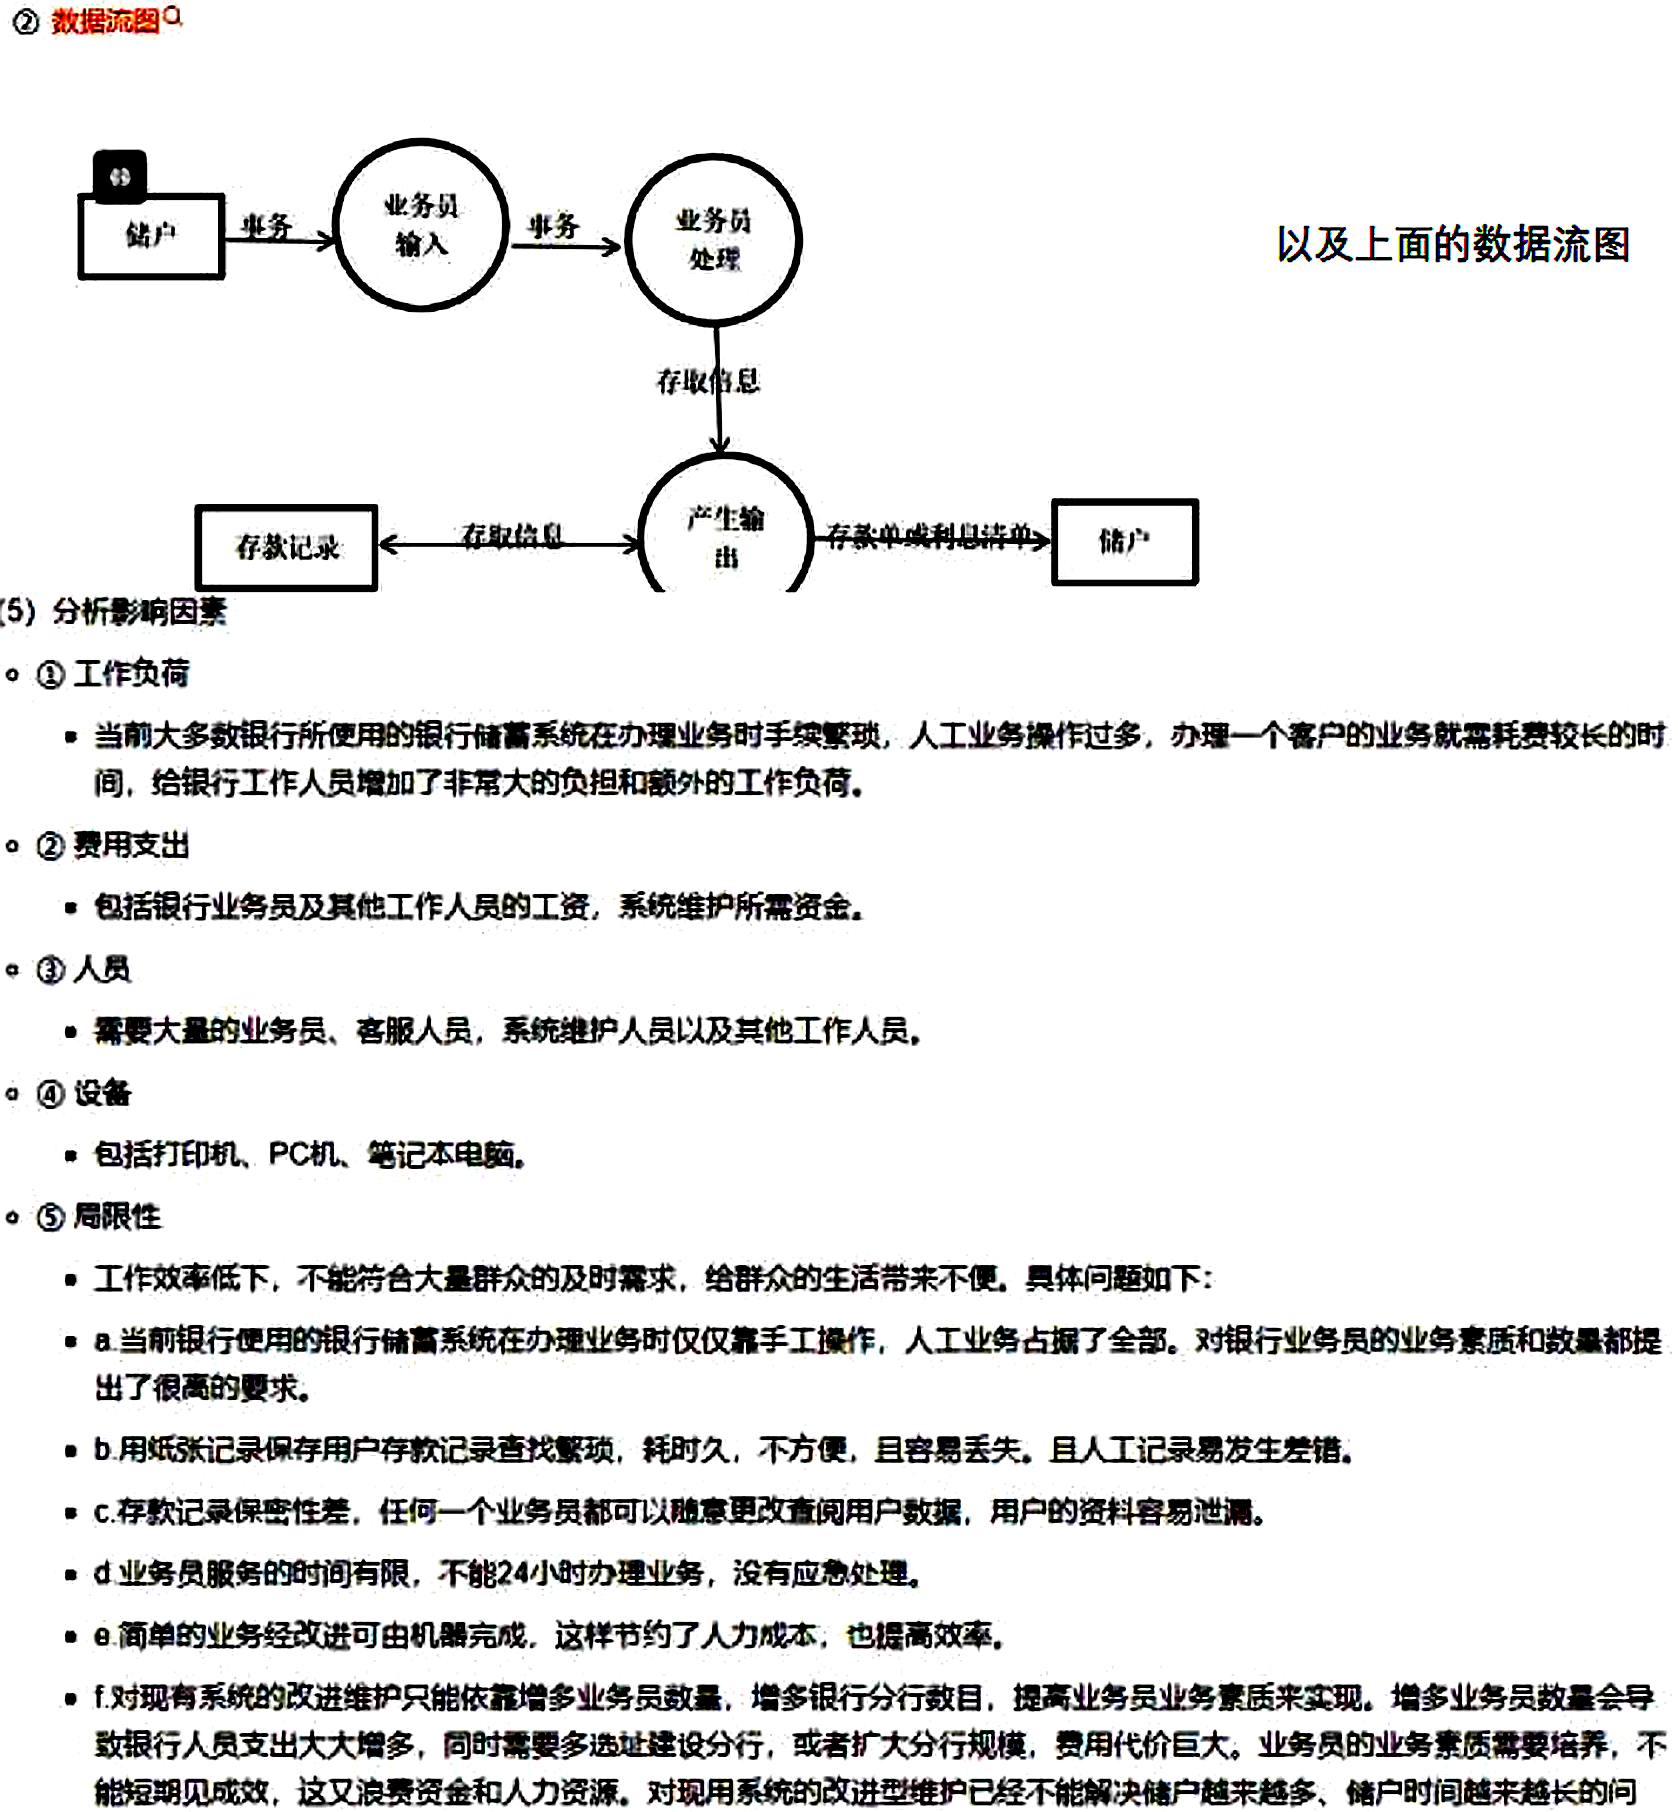 ② 数据流图
储户
事务
业务员
输入
事务
业务员
处理
以及上面的数据流图
存取信息
存款记录
存取信息
产生输
出
存款单或利息清单
储户
(5) 分析影响因素
① 工作负荷
当前大多数银行所使用的银行储蓄系统在办理业务时手续繁琐，人工业务操作过多，办理一个客户的业务就需耗费较长的时
间，给银行工作人员增加了非常大的负担和额外的工作负荷。
② 费用支出
包括银行业务员及其他工作人员的工资，系统维护所需资金。
③ 人员
需要大量的业务员、客服人员，系统维护人员以及其他工作人员。
④ 设备
包括打印机、PC机、笔记本电脑。
⑤ 局限性
工作效率低下，不能符合大量群众的及时需求，给群众的生活带来不便。具体问题如下：
a.当前银行使用的银行储蓄系统在办理业务时仅仅靠手工操作，人工业务占据了全部。对银行业务员的业务素质和数量都提
出了很高的要求。
b.用纸张记录保存用户存款记录查找繁琐，耗时久，不方便，且容易丢失。且人工记录易发生差错。
c.存款记录保密性差，任何一个业务员都可以随意更改查阅用户数据，用户的资料容易泄漏。
d.业务员服务的时间有限，不能24小时办理业务，没有应急处理。
e.简单的业务经改进可由机器完成，这样节约了人力成本，也提高效率。
f.对现有系统的改进维护只能依靠增多业务员数量，增多银行分行数目，提高业务员业务素质来实现。增多业务员数量会导
致银行人员支出大大增多，同时需要多选址建设分行，或者扩大分行规模，费用代价巨大。业务员的业务素质需要培养，不
能短期见成效，这又浪费资金和人力资源。对现用系统的改进型维护已经不能解决储户越来越多、储户时间越来越长的问